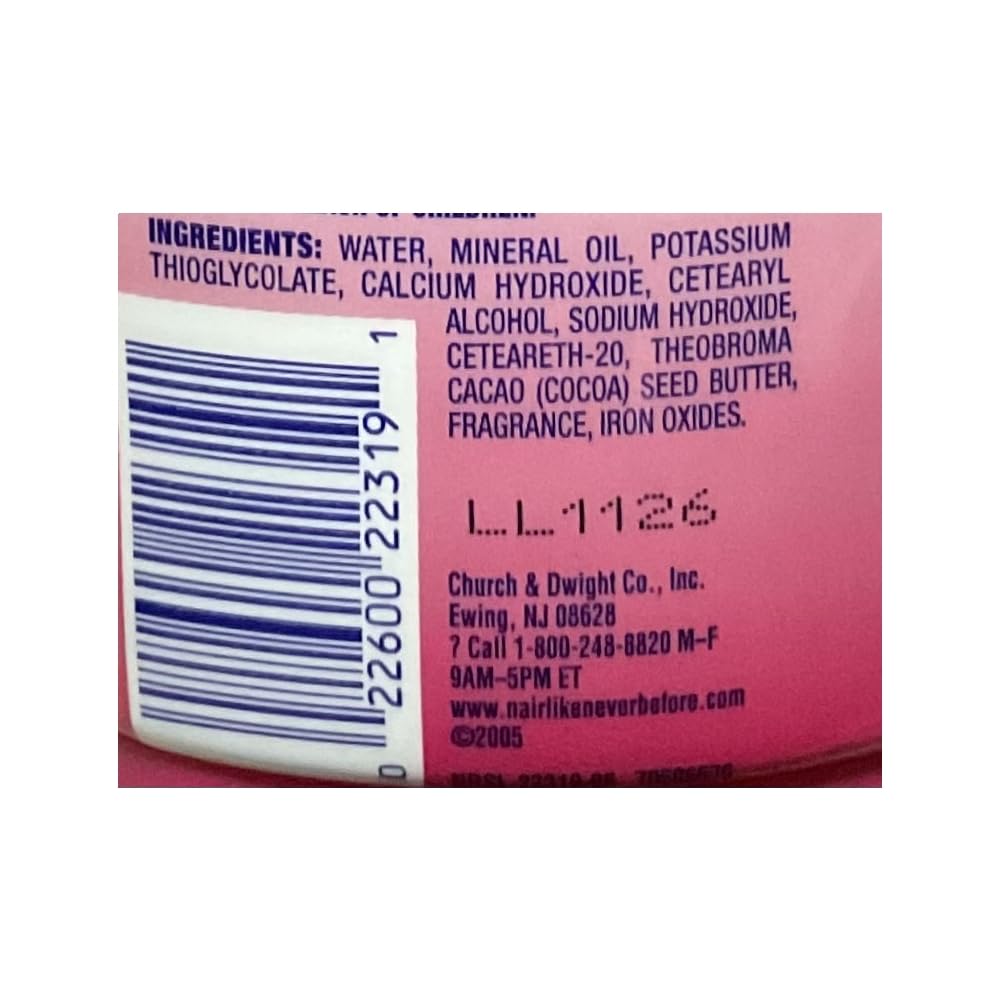 OF CHILDREN.
INGREDIENTS: WATER, MINERAL OIL, POTASSIUM
THIOGLYCOLATE, CALCIUM HYDROXIDE, CETEARYL
ALCOHOL, SODIUM HYDROXIDE,
CETEARETH-20, THEOBROMA
CACAO (COCOA) SEED BUTTER,
FRAGRANCE, IRON OXIDES.
0 22600 22319 1
LL1126
Church & Dwight Co., Inc.
Ewing, NJ 08628
? Call 1-800-248-8820 M–F
9AM–5PM ET
www.nairlikeneverbefore.com
©2005